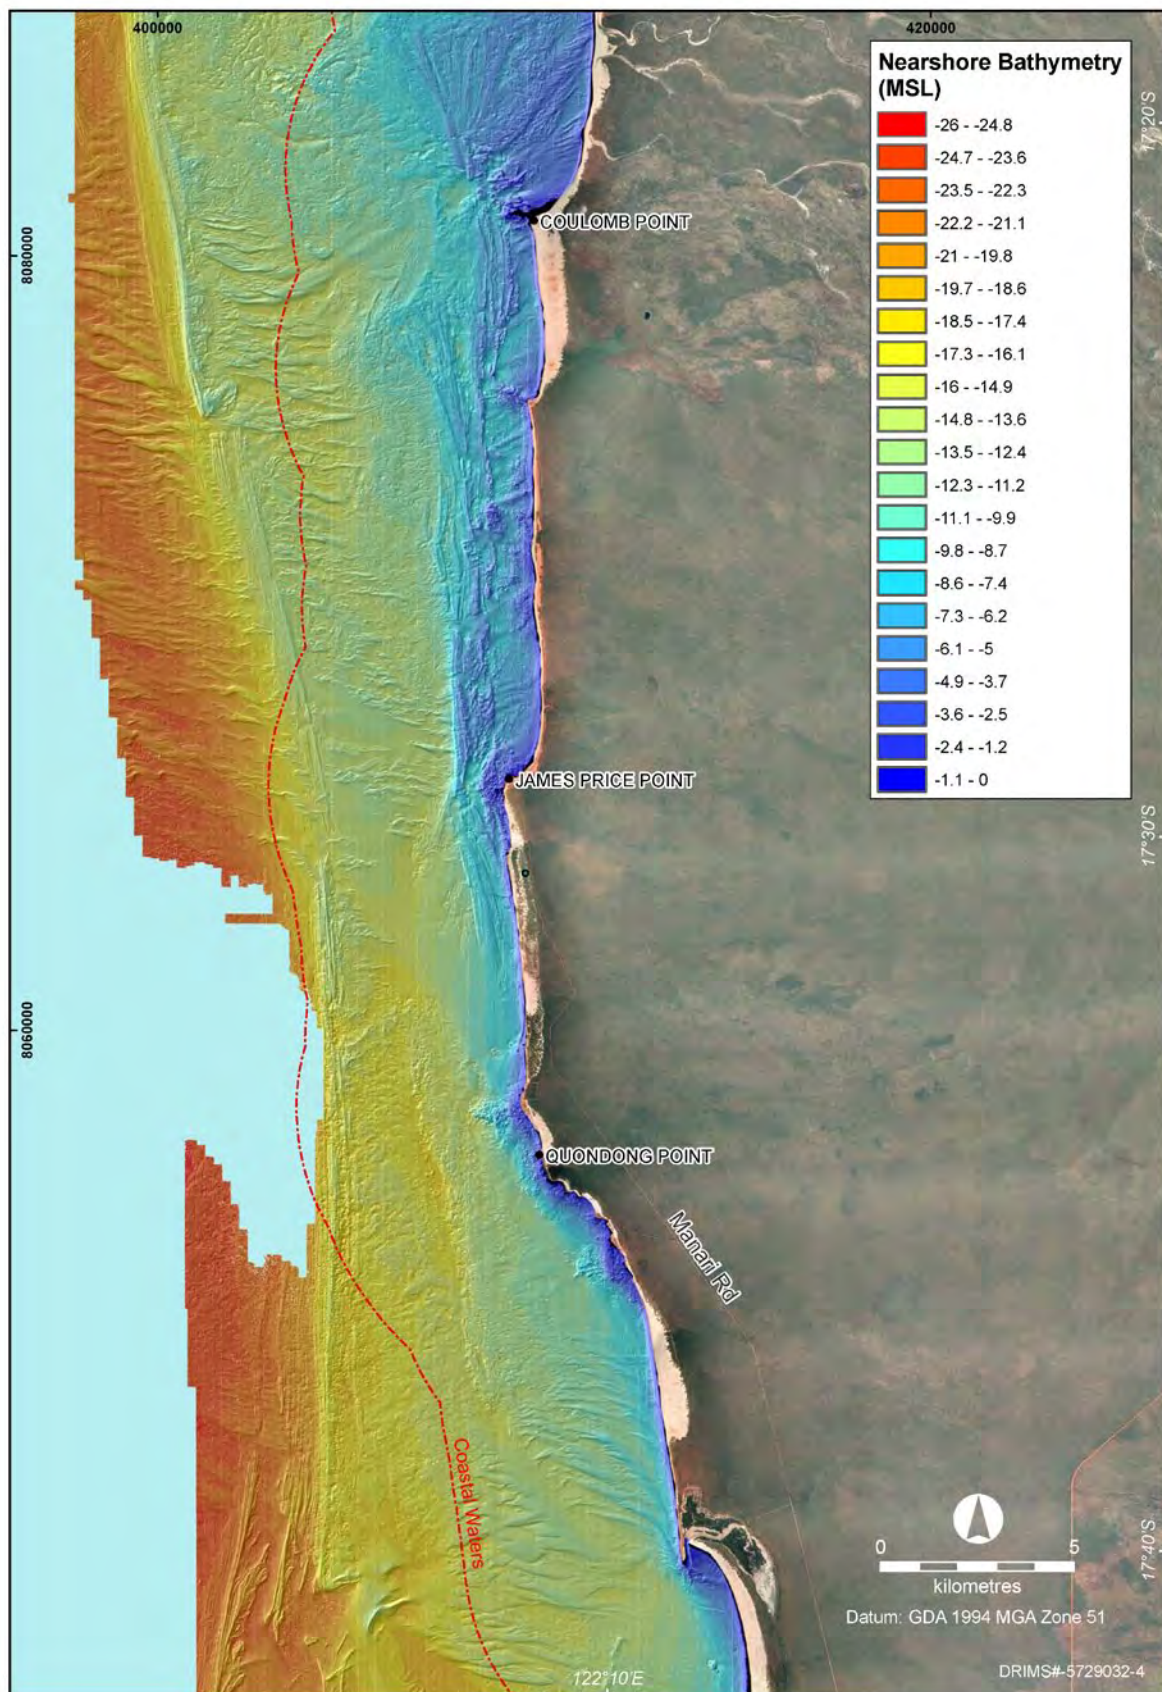 400000
420000
Nearshore Bathymetry
(MSL)
-26 - -24.8
-24.7 - -23.6
-23.5 - -22.3
-22.2 - -21.1
-21 - -19.8
-19.7 - -18.6
-18.5 - -17.4
-17.3 - -16.1
-16 - -14.9
-14.8 - -13.6
-13.5 - -12.4
-12.3 - -11.2
-11.1 - -9.9
-9.8 - -8.7
-8.6 - -7.4
-7.3 - -6.2
-6.1 - -5
-4.9 - -3.7
-3.6 - -2.5
-2.4 - -1.2
-1.1 - 0
17°20'S
COULOMB POINT
8080000
JAMES PRICE POINT
17°30'S
8060000
QUONDONG POINT
Manari Rd
Coastal Waters
0 5
kilometres
17°40'S
Datum: GDA 1994 MGA Zone 51
122°10'E
DRIMS#-5729032-4